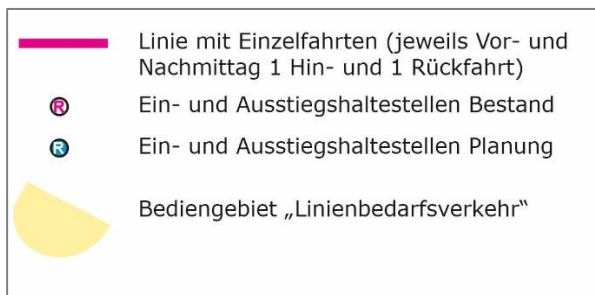 Linie mit Einzelfahrten (jeweils Vor- und
Nachmittag 1 Hin- und 1 Rückfahrt)
R Ein- und Ausstiegshaltestellen Bestand
R Ein- und Ausstiegshaltestellen Planung
Bediengebiet „Linienbedarfsverkehr“